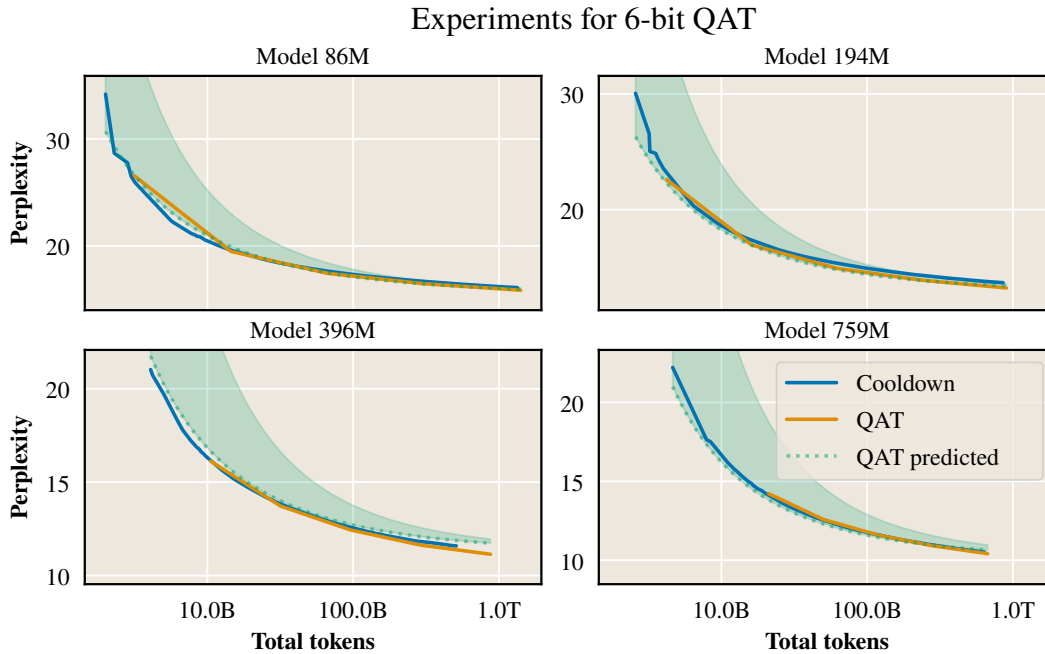 Experiments for 6-bit QAT
Model 86M
Model 194M
Perplexity
30
20
30
20
Model 396M
Model 759M
Perplexity
20
15
10
20
15
10
Cooldown
QAT
QAT predicted
10.0B
100.0B
1.0T
10.0B
100.0B
1.0T
Total tokens
Total tokens